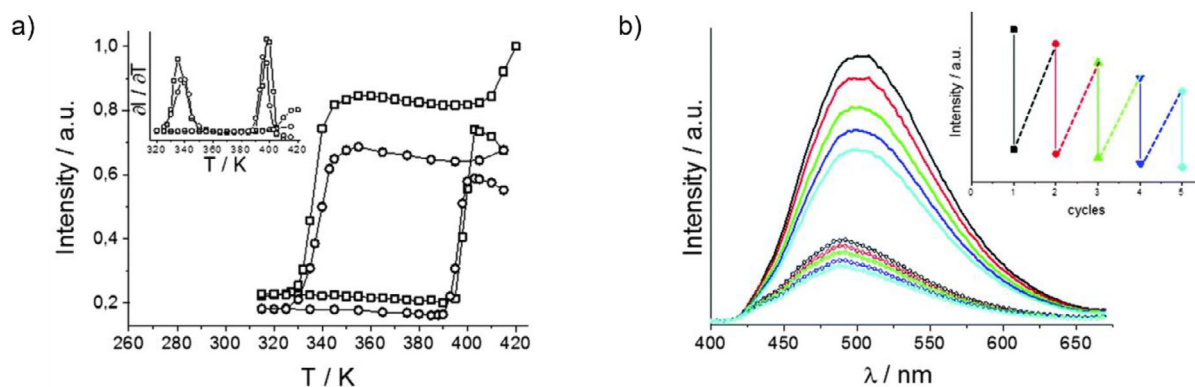 a)
∂I / ∂T
320 340 360 380 400 420
T / K
1,0
0,8
0,6
0,4
0,2
Intensity / a.u.
260 280 300 320 340 360 380 400 420
T / K
b)
Intensity / a.u.
0 1 2 3 4 5
cycles
400 450 500 550 600 650
λ / nm